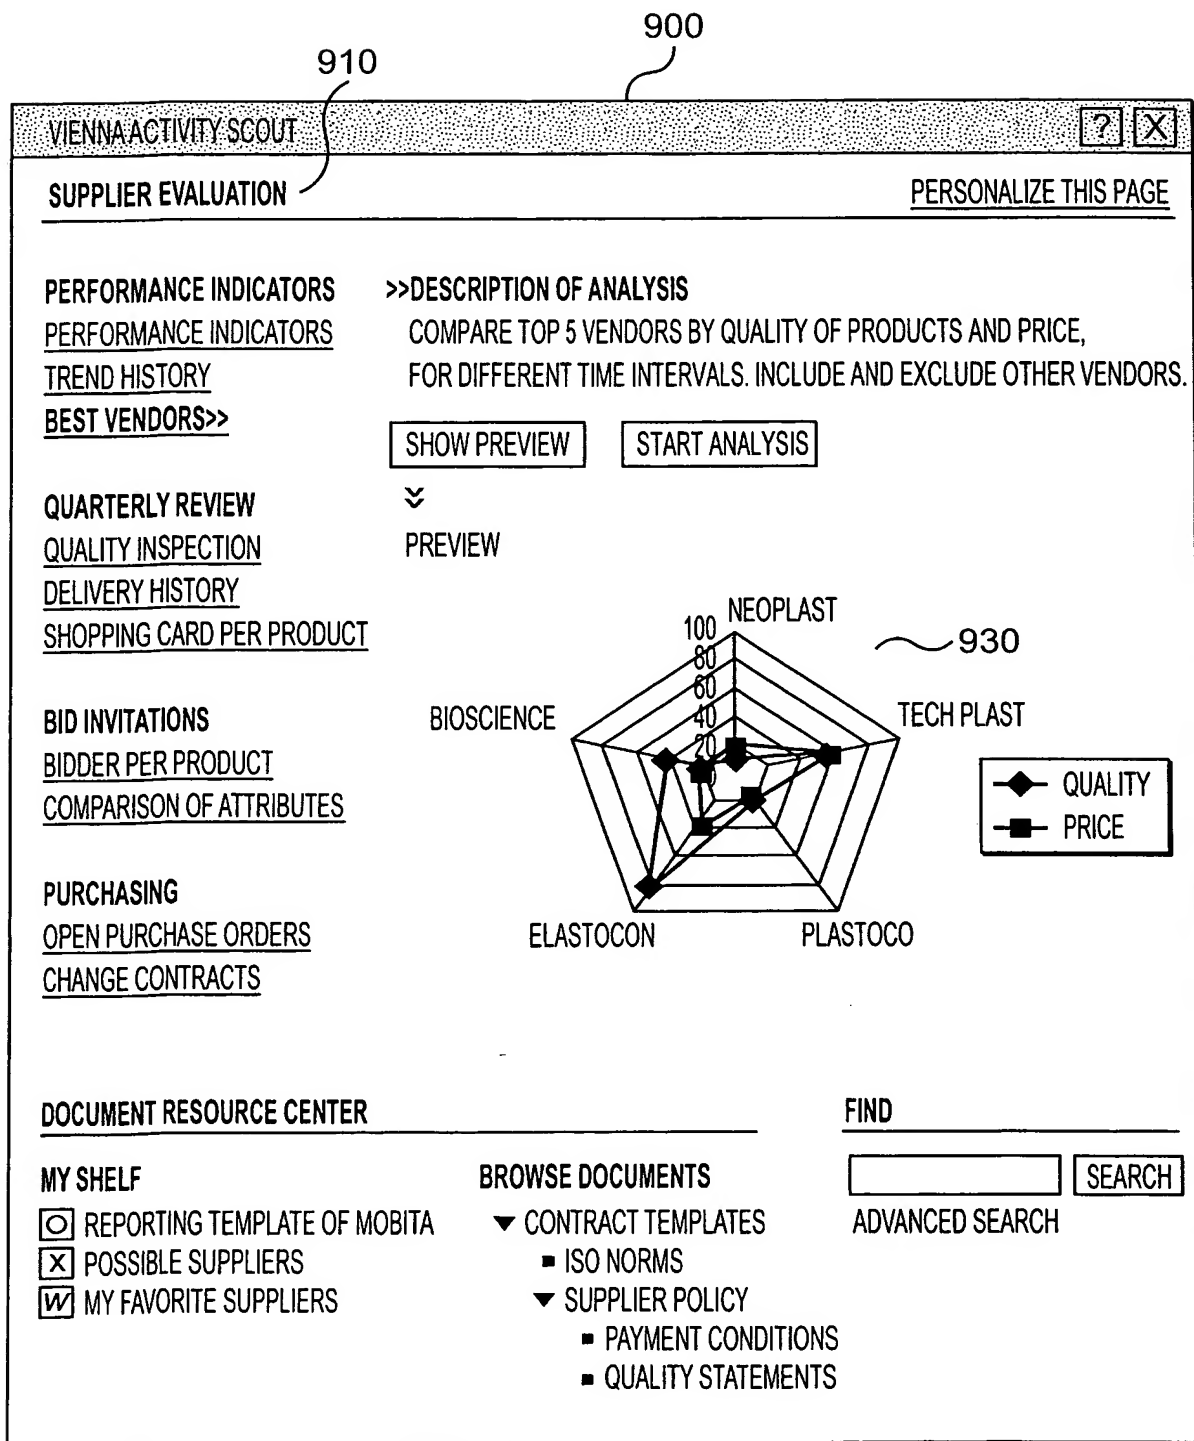 900
910
VIENNA ACTIVITY SCOUT
? X
SUPPLIER EVALUATION
PERSONALIZE THIS PAGE
PERFORMANCE INDICATORS
PERFORMANCE INDICATORS
TREND HISTORY
BEST VENDORS>>
>>DESCRIPTION OF ANALYSIS
COMPARE TOP 5 VENDORS BY QUALITY OF PRODUCTS AND PRICE,
FOR DIFFERENT TIME INTERVALS. INCLUDE AND EXCLUDE OTHER VENDORS.
SHOW PREVIEW
START ANALYSIS
QUARTERLY REVIEW
QUALITY INSPECTION
DELIVERY HISTORY
SHOPPING CARD PER PRODUCT
PREVIEW
NEOPLAST
100
80
60
40
20
0
930
BIOSCIENCE
TECH PLAST
QUALITY
PRICE
ELASTOCON
PLASTOCO
BID INVITATIONS
BIDDER PER PRODUCT
COMPARISON OF ATTRIBUTES
PURCHASING
OPEN PURCHASE ORDERS
CHANGE CONTRACTS
DOCUMENT RESOURCE CENTER
MY SHELF
O REPORTING TEMPLATE OF MOBITA
X POSSIBLE SUPPLIERS
W MY FAVORITE SUPPLIERS
BROWSE DOCUMENTS
CONTRACT TEMPLATES
ISO NORMS
SUPPLIER POLICY
PAYMENT CONDITIONS
QUALITY STATEMENTS
FIND
SEARCH
ADVANCED SEARCH